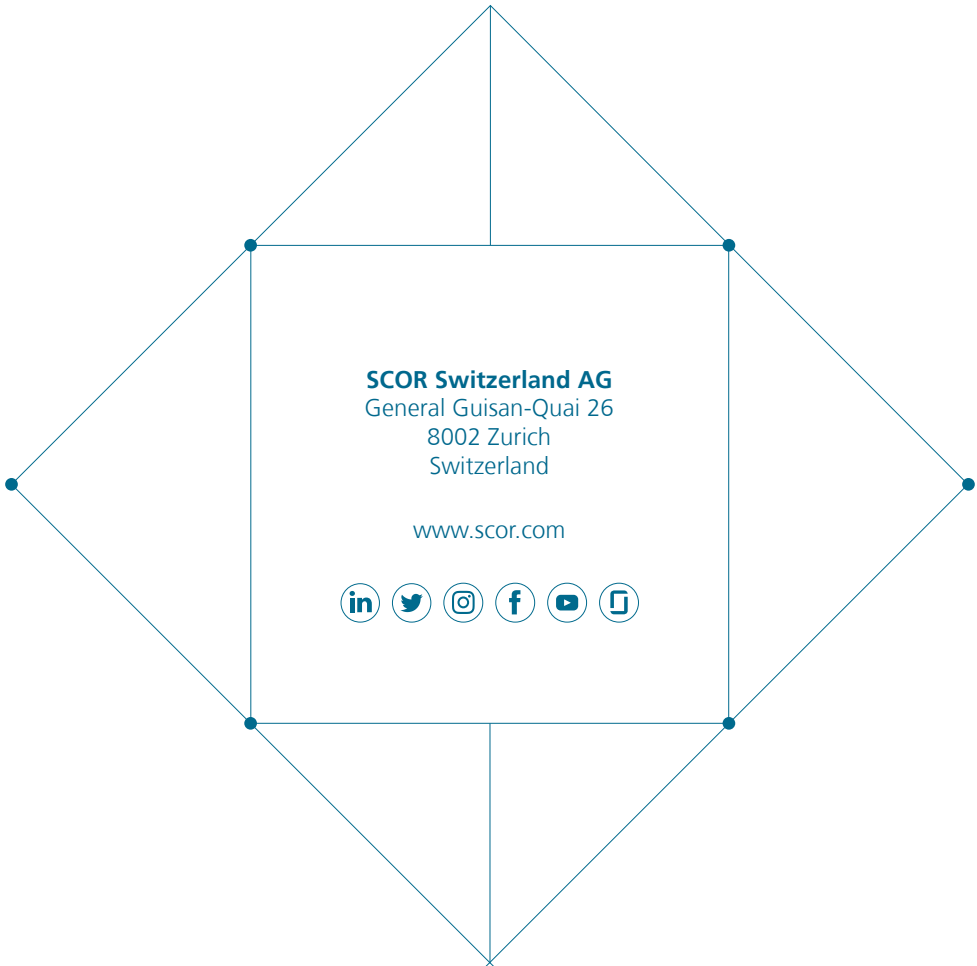 SCOR Switzerland AG
General Guisan-Quai 26
8002 Zurich
Switzerland
www.scor.com